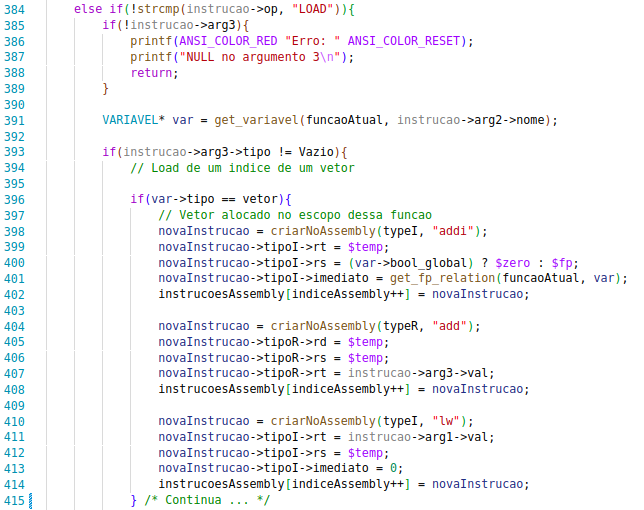 384 else if(!strcmp(instrucao->op, "LOAD")){
385 if(!instrucao->arg3){
386 printf(ANSI_COLOR_RED "Erro: " ANSI_COLOR_RESET);
387 printf("NULL no argumento 3\n");
388 return;
389 }
390
391 VARIAVEL* var = get_variavel(funcaoAtual, instrucao->arg2->nome);
392
393 if(instrucao->arg3->tipo != Vazio){
394 // Load de um indice de um vetor
395
396 if(var->tipo == vetor){
397 // Vetor alocado no escopo dessa funcao
398 novaInstrucao = criarNoAssembly(typeI, "addi");
399 novaInstrucao->tipoI->rt = $temp;
400 novaInstrucao->tipoI->rs = (var->bool_global) ? $zero : $fp;
401 novaInstrucao->tipoI->imediato = get_fp_relation(funcaoAtual, var);
402 instrucoesAssembly[indiceAssembly++] = novaInstrucao;
403
404 novaInstrucao = criarNoAssembly(typeR, "add");
405 novaInstrucao->tipoR->rd = $temp;
406 novaInstrucao->tipoR->rs = $temp;
407 novaInstrucao->tipoR->rt = instrucao->arg3->val;
408 instrucoesAssembly[indiceAssembly++] = novaInstrucao;
409
410 novaInstrucao = criarNoAssembly(typeI, "lw");
411 novaInstrucao->tipoI->rt = instrucao->arg1->val;
412 novaInstrucao->tipoI->rs = $temp;
413 novaInstrucao->tipoI->imediato = 0;
414 instrucoesAssembly[indiceAssembly++] = novaInstrucao;
415 } /* Continua ... */